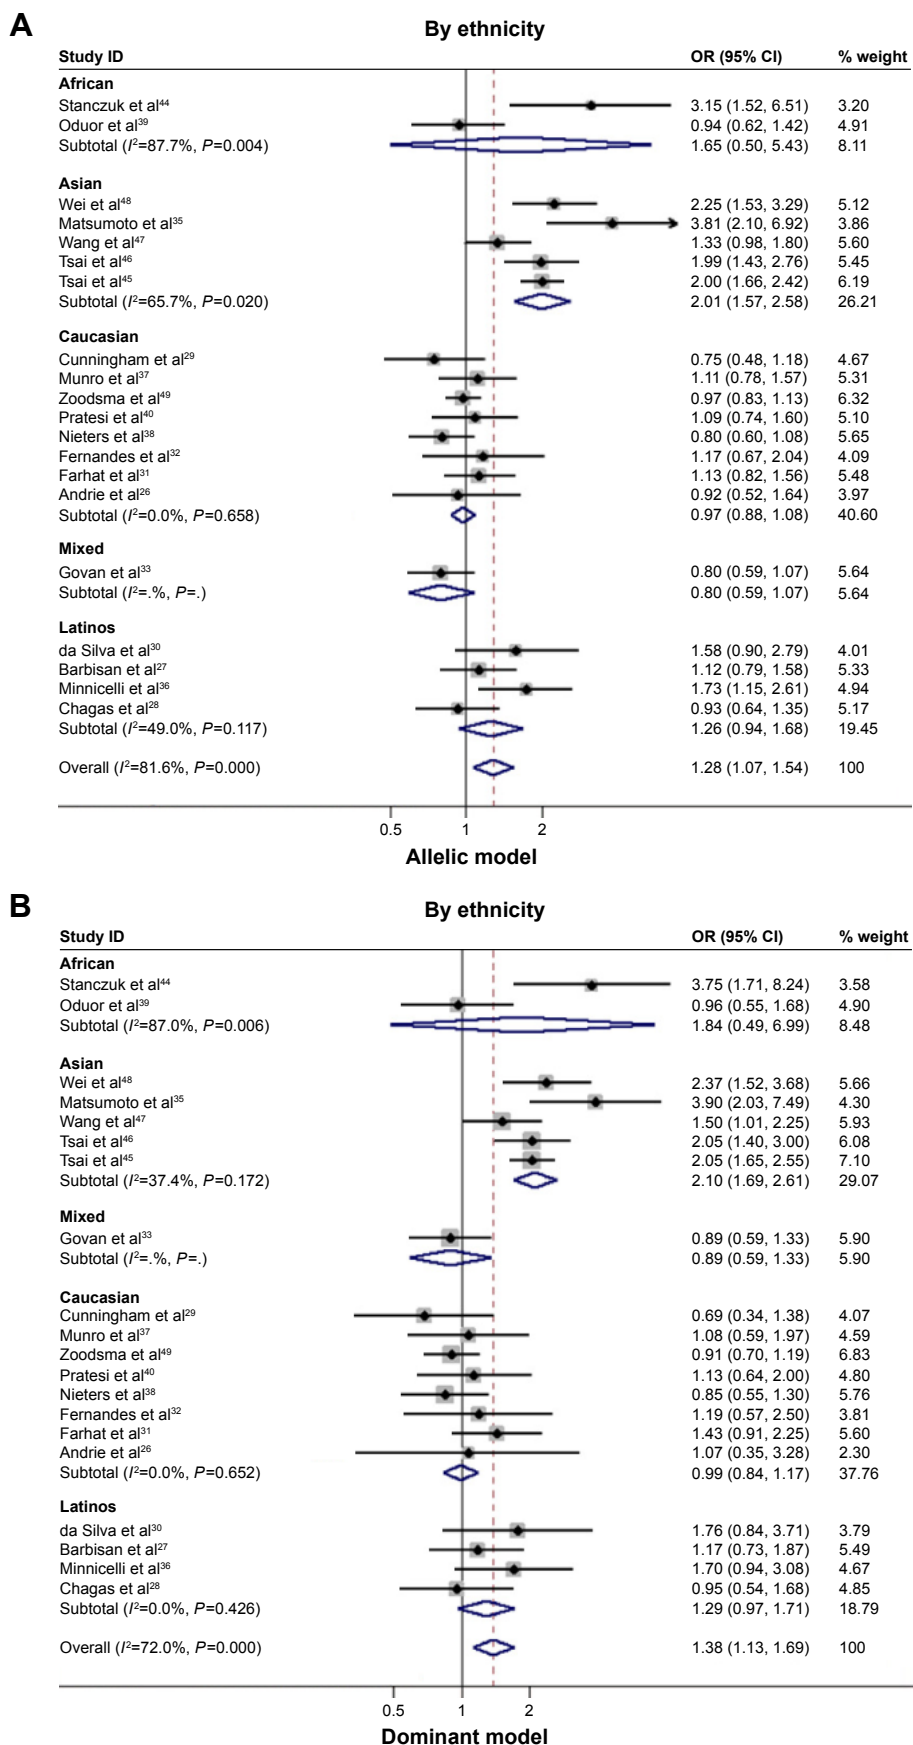 A
By ethnicity
Study ID OR (95% CI) % weight
African
Stanczuk et al44 3.15 (1.52, 6.51) 3.20
Oduor et al39 0.94 (0.62, 1.42) 4.91
Subtotal (I2=87.7%, P=0.004) 1.65 (0.50, 5.43) 8.11
Asian
Wei et al48 2.25 (1.53, 3.29) 5.12
Matsumoto et al35 3.81 (2.10, 6.92) 3.86
Wang et al47 1.33 (0.98, 1.80) 5.60
Tsai et al46 1.99 (1.43, 2.76) 5.45
Tsai et al45 2.00 (1.66, 2.42) 6.19
Subtotal (I2=65.7%, P=0.020) 2.01 (1.57, 2.58) 26.21
Caucasian
Cunningham et al29 0.75 (0.48, 1.18) 4.67
Munro et al37 1.11 (0.78, 1.57) 5.31
Zoodsma et al49 0.97 (0.83, 1.13) 6.32
Pratesi et al40 1.09 (0.74, 1.60) 5.10
Nieters et al38 0.80 (0.60, 1.08) 5.65
Fernandes et al32 1.17 (0.67, 2.04) 4.09
Farhat et al31 1.13 (0.82, 1.56) 5.48
Andrie et al26 0.92 (0.52, 1.64) 3.97
Subtotal (I2=0.0%, P=0.658) 0.97 (0.88, 1.08) 40.60
Mixed
Govan et al33 0.80 (0.59, 1.07) 5.64
Subtotal (I2=.%, P=.) 0.80 (0.59, 1.07) 5.64
Latinos
da Silva et al30 1.58 (0.90, 2.79) 4.01
Barbisan et al27 1.12 (0.79, 1.58) 5.33
Minnicelli et al36 1.73 (1.15, 2.61) 4.94
Chagas et al28 0.93 (0.64, 1.35) 5.17
Subtotal (I2=49.0%, P=0.117) 1.26 (0.94, 1.68) 19.45
Overall (I2=81.6%, P=0.000) 1.28 (1.07, 1.54) 100
0.5 1 2
Allelic model
B
By ethnicity
Study ID OR (95% CI) % weight
African
Stanczuk et al44 3.75 (1.71, 8.24) 3.58
Oduor et al39 0.96 (0.55, 1.68) 4.90
Subtotal (I2=87.0%, P=0.006) 1.84 (0.49, 6.99) 8.48
Asian
Wei et al48 2.37 (1.52, 3.68) 5.66
Matsumoto et al35 3.90 (2.03, 7.49) 4.30
Wang et al47 1.50 (1.01, 2.25) 5.93
Tsai et al46 2.05 (1.40, 3.00) 6.08
Tsai et al45 2.05 (1.65, 2.55) 7.10
Subtotal (I2=37.4%, P=0.172) 2.10 (1.69, 2.61) 29.07
Mixed
Govan et al33 0.89 (0.59, 1.33) 5.90
Subtotal (I2=.%, P=.) 0.89 (0.59, 1.33) 5.90
Caucasian
Cunningham et al29 0.69 (0.34, 1.38) 4.07
Munro et al37 1.08 (0.59, 1.97) 4.59
Zoodsma et al49 0.91 (0.70, 1.19) 6.83
Pratesi et al40 1.13 (0.64, 2.00) 4.80
Nieters et al38 0.85 (0.55, 1.30) 5.76
Fernandes et al32 1.19 (0.57, 2.50) 3.81
Farhat et al31 1.43 (0.91, 2.25) 5.60
Andrie et al26 1.07 (0.35, 3.28) 2.30
Subtotal (I2=0.0%, P=0.652) 0.99 (0.84, 1.17) 37.76
Latinos
da Silva et al30 1.76 (0.84, 3.71) 3.79
Barbisan et al27 1.17 (0.73, 1.87) 5.49
Minnicelli et al36 1.70 (0.94, 3.08) 4.67
Chagas et al28 0.95 (0.54, 1.68) 4.85
Subtotal (I2=0.0%, P=0.426) 1.29 (0.97, 1.71) 18.79
Overall (I2=72.0%, P=0.000) 1.38 (1.13, 1.69) 100
0.5 1 2
Dominant model